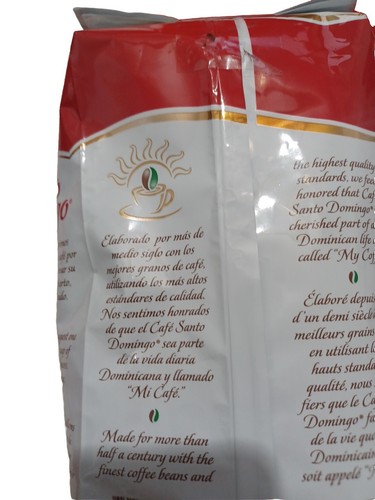 Elaborado por más de
medio siglo con los
mejores granos de café,
utilizando los más altos
estándares de calidad.
Nos sentimos honrados
de que el Café Santo
Domingo® sea parte
de la vida diaria
Dominicana y llamado
"Mi Café."
Made for more than
half a century with the
finest coffee beans and
the highest quality
standards, we feel
honored that Caf
Santo Domingo®
cherished part of
Dominican life
called "My Cof
Élaboré depuis
d'un demi siècle
meilleurs grains
en utilisant l
hauts standa
qualité, nous
fiers que le Ca
Domingo® fa
de la vie que
Dominicain
soit appelé